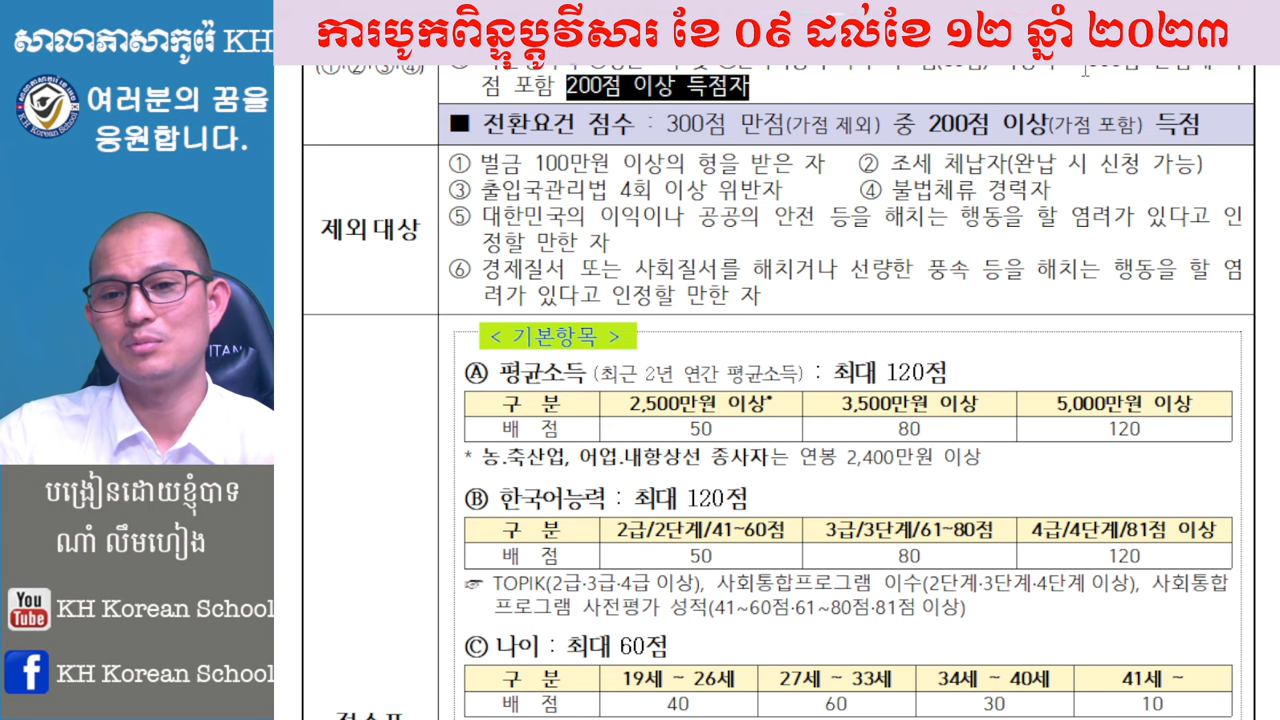 ការបូកពិន្ទុប្តូវីសារ ខែ ០៩ ដល់ខែ ១២ ឆ្នាំ ២០២៣
សាលាភាសាកូរ៉េ KH
여러분의 꿈을
응원합니다.
KH Korean School
TITAN
បង្រៀនដោយខ្ញុំបាទ
ណាំ លឹមហៀង
You Tube KH Korean School
f KH Korean School
(①·②·③·④)
점 포함 200점 이상 득점자
■ 전환요건 점수 : 300점 만점(가점 제외) 중 200점 이상(가점 포함) 득점
제외대상
① 벌금 100만원 이상의 형을 받은 자 ② 조세 체납자(완납 시 신청 가능)
③ 출입국관리법 4회 이상 위반자 ④ 불법체류 경력자
⑤ 대한민국의 이익이나 공공의 안전 등을 해치는 행동을 할 염려가 있다고 인
정할 만한 자
⑥ 경제질서 또는 사회질서를 해치거나 선량한 풍속 등을 해치는 행동을 할 염
려가 있다고 인정할 만한 자
< 기본항목 >
Ⓐ 평균소득 (최근 2년 연간 평균소득) : 최대 120점
구 분 2,500만원 이상* 3,500만원 이상 5,000만원 이상
배 점 50 80 120
* 농.축산업, 어업.내항상선 종사자는 연봉 2,400만원 이상
Ⓑ 한국어능력 : 최대 120점
구 분 2급/2단계/41~60점 3급/3단계/61~80점 4급/4단계/81점 이상
배 점 50 80 120
☞ TOPIK(2급·3급·4급 이상), 사회통합프로그램 이수(2단계·3단계·4단계 이상), 사회통합
프로그램 사전평가 성적(41~60점·61~80점·81점 이상)
Ⓒ 나이 : 최대 60점
구 분 19세 ~ 26세 27세 ~ 33세 34세 ~ 40세 41세 ~
배 점 40 60 30 10